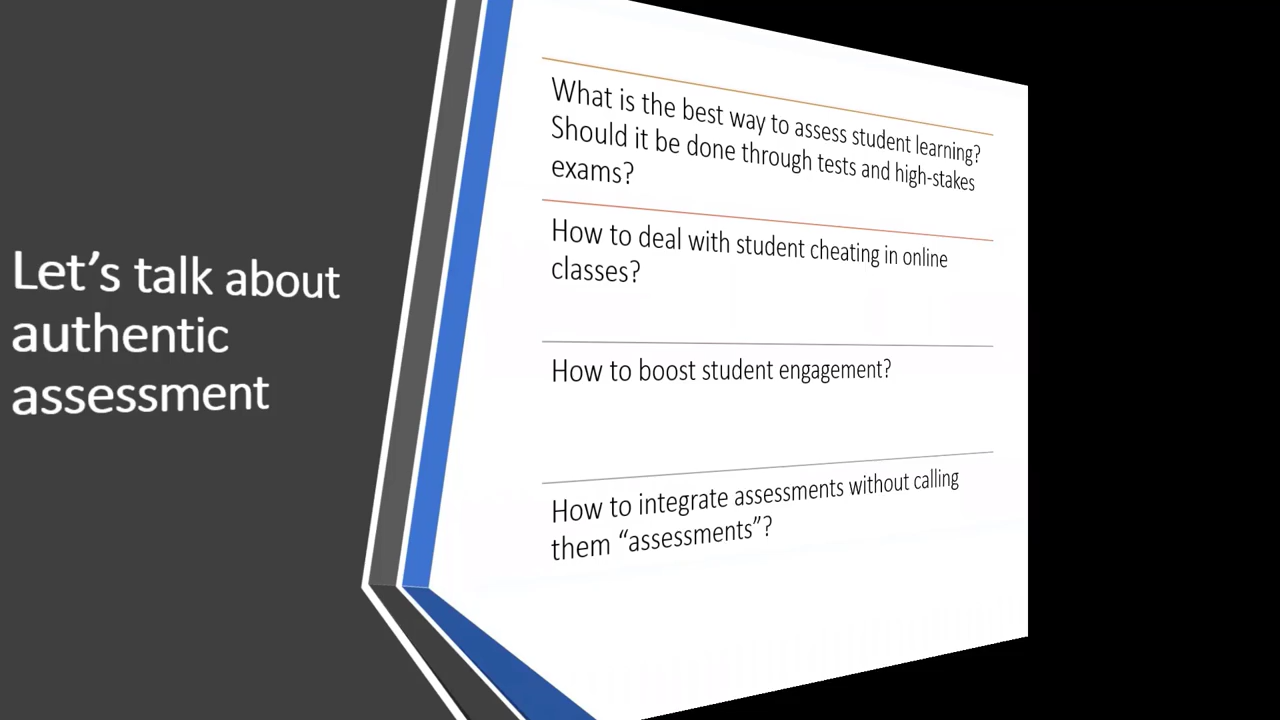 Let's talk about
authentic
assessment
What is the best way to assess student learning?
Should it be done through tests and high-stakes
exams?
How to deal with student cheating in online
classes?
How to boost student engagement?
How to integrate assessments without calling
them “assessments”?